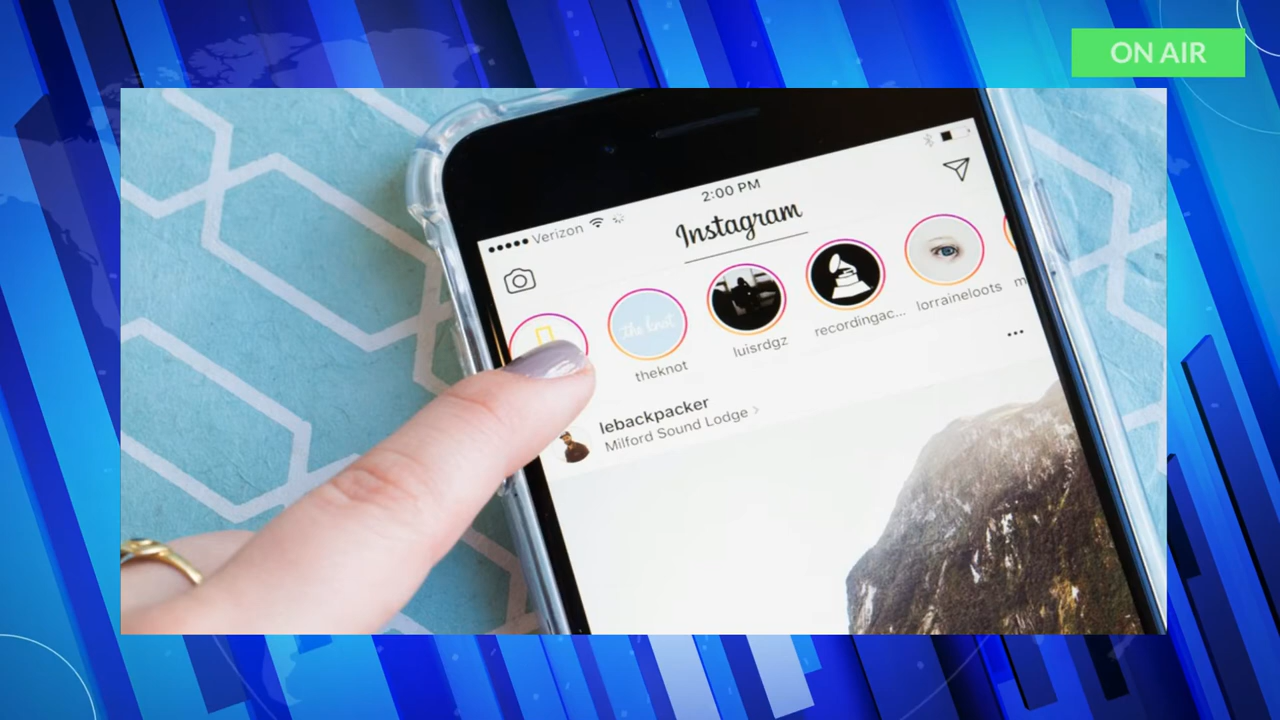 ON AIR
●●●●● Verizon
2:00 PM
Instagram
the knot
theknot
luisrdgz
recordingac...
lorraineloots
m
lebackpacker
Milford Sound Lodge >